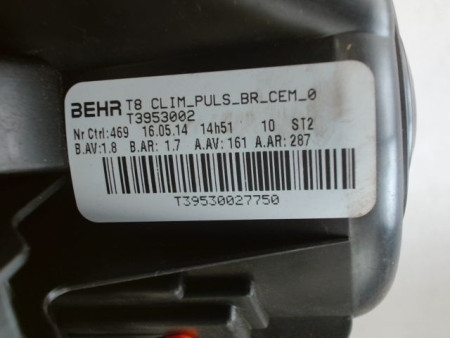 BEHR T8 CLIM_PULS_BR_CEM_0
T3953002
Nr Ctrl:469 16.05.14 14h51 10 ST2
B.AV:1.8 B.AR: 1.7 A.AV: 161 A.AR: 287
T39530027750